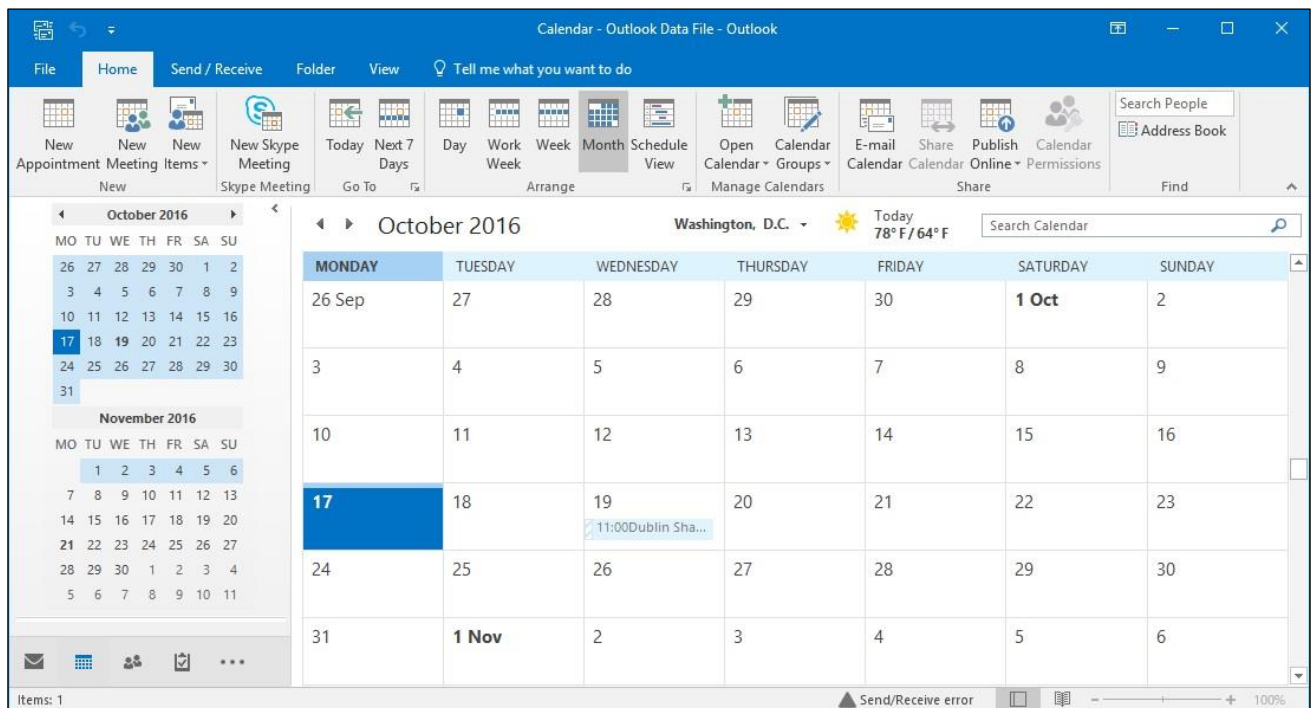 Calendar - Outlook Data File - Outlook
File Home Send / Receive Folder View Tell me what you want to do
New Appointment
New Meeting
New Items
New Skype Meeting
Today
Next 7 Days
Day
Work Week
Week
Month
Schedule View
Open Calendar
Calendar Groups
E-mail Calendar
Share Calendar
Publish Online
Calendar Permissions
Search People
Address Book
New Skype Meeting Go To Arrange Manage Calendars Share Find
October 2016
MO TU WE TH FR SA SU
26 27 28 29 30 1 2
3 4 5 6 7 8 9
10 11 12 13 14 15 16
17 18 19 20 21 22 23
24 25 26 27 28 29 30
31
November 2016
MO TU WE TH FR SA SU
1 2 3 4 5 6
7 8 9 10 11 12 13
14 15 16 17 18 19 20
21 22 23 24 25 26 27
28 29 30 1 2 3 4
5 6 7 8 9 10 11
October 2016
Washington, D.C.
Today
78° F / 64° F
Search Calendar
MONDAY TUESDAY WEDNESDAY THURSDAY FRIDAY SATURDAY SUNDAY
26 Sep 27 28 29 30 1 Oct 2
3 4 5 6 7 8 9
10 11 12 13 14 15 16
17 18 19 20 21 22 23
11:00Dublin Sha...
24 25 26 27 28 29 30
31 1 Nov 2 3 4 5 6
Items: 1
Send/Receive error
100%